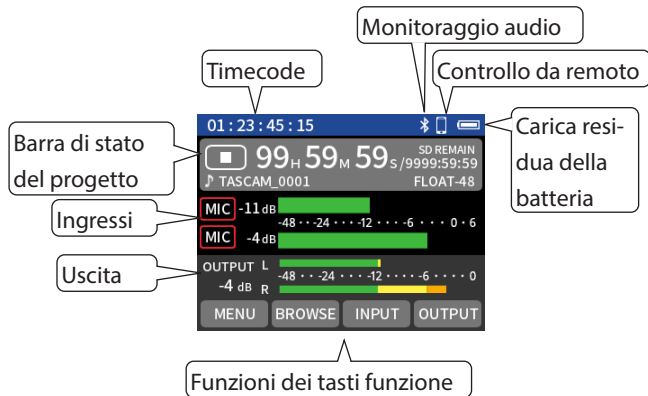 Monitoraggio audio
Timecode
Controllo da remoto
01:23:45:15
Barra di stato
del progetto
Carica resi-
dua della
batteria
99H 59M 59s/9999:59:59
SD REMAIN
♪ TASCAM_0001
FLOAT-48
Ingressi
MIC -11 dB
-48 · · -24 · · · -12 · · · · -6 · · · 0 · 6
MIC -4 dB
Uscita
OUTPUT L
-48 · · -24 · · · -12 · · · · -6 · · · 0
-4 dB R
MENU BROWSE INPUT OUTPUT
Funzioni dei tasti funzione